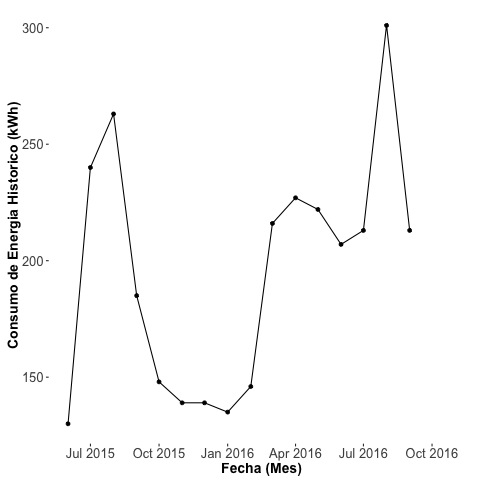 300
250
200
150
Consumo de Energia Historico (kWh)
Jul 2015 Oct 2015 Jan 2016 Apr 2016 Jul 2016 Oct 2016
Fecha (Mes)